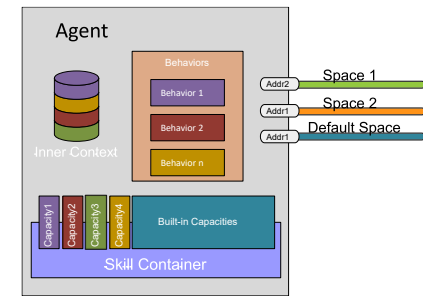 Agent
Behaviors
Behavior 1
Behavior 2
Behavior n
Inner Context
Addr2
Space 1
Addr1
Space 2
Addr1
Default Space
Capacity1
Capacity2
Capacity3
Capacity4
Built-in Capacities
Skill Container